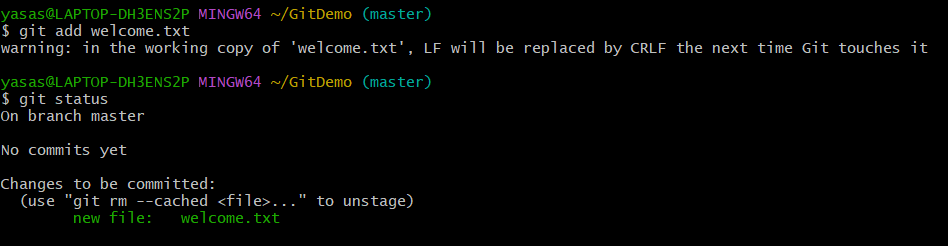 yasas@LAPTOP-DH3ENS2P MINGW64 ~/GitDemo (master)
$ git add welcome.txt
warning: in the working copy of 'welcome.txt', LF will be replaced by CRLF the next time Git touches it
yasas@LAPTOP-DH3ENS2P MINGW64 ~/GitDemo (master)
$ git status
On branch master
No commits yet
Changes to be committed:
  (use "git rm --cached <file>..." to unstage)
        new file:   welcome.txt